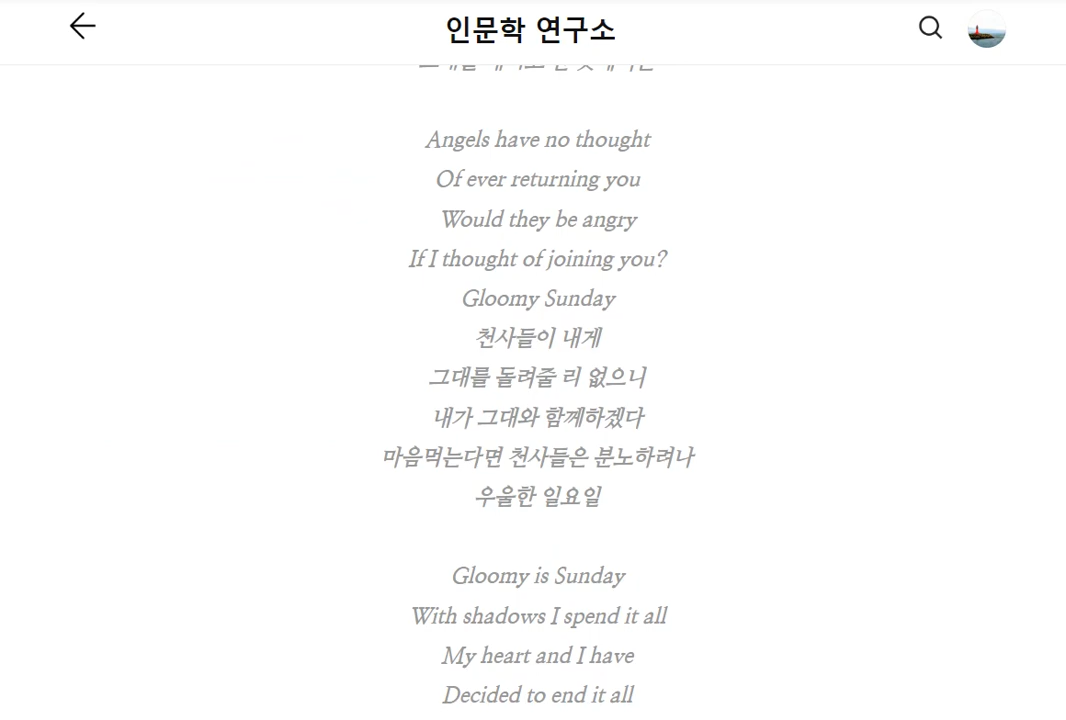 인문학 연구소
Angels have no thought
Of ever returning you
Would they be angry
If I thought of joining you?
Gloomy Sunday
천사들이 내게
그대를 돌려줄 리 없으니
내가 그대와 함께하겠다
마음먹는다면 천사들은 분노하려나
우울한 일요일
Gloomy is Sunday
With shadows I spend it all
My heart and I have
Decided to end it all